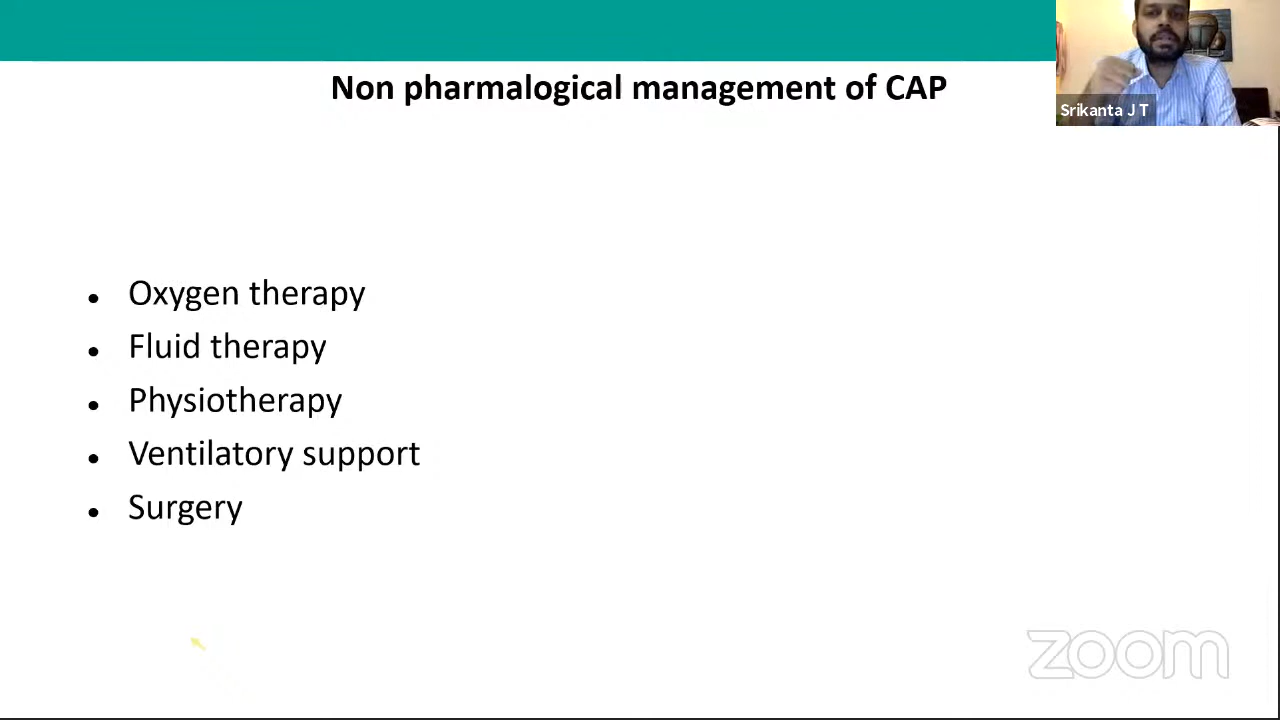 Non pharmalogical management of CAP
Srikanta J T
• Oxygen therapy
• Fluid therapy
• Physiotherapy
• Ventilatory support
• Surgery
zoom